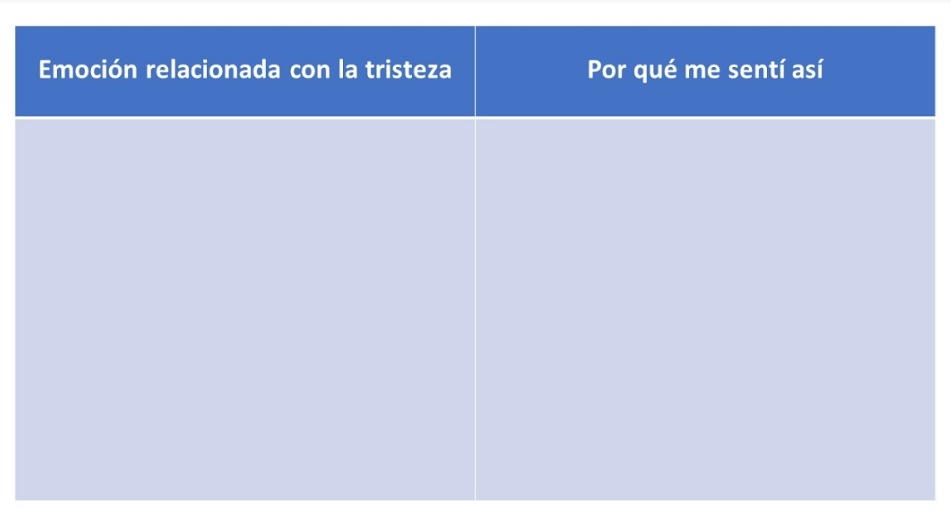 Emoción relacionada con la tristeza
Por qué me sentí así